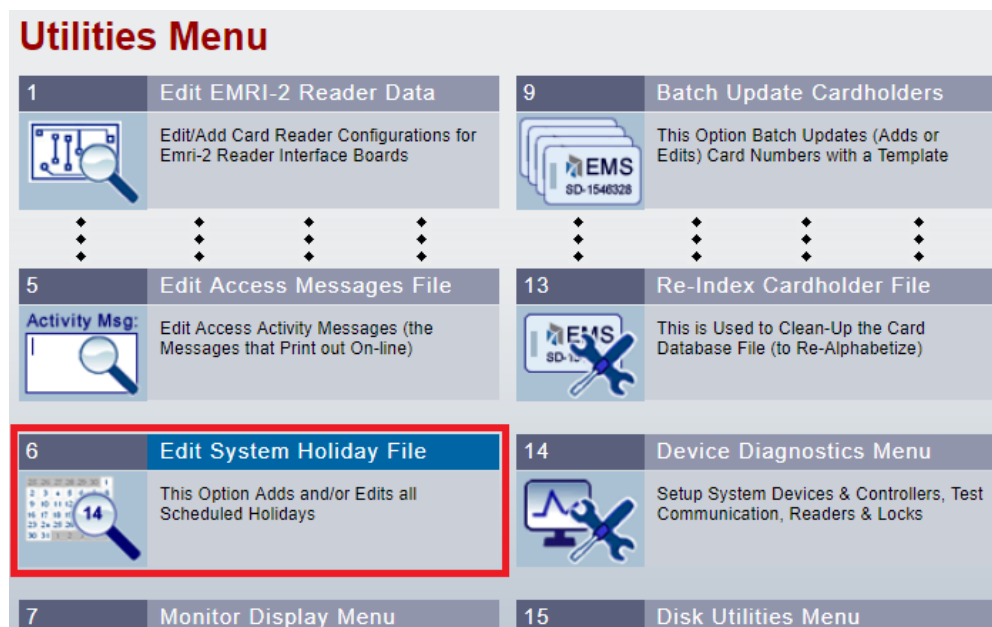 Utilities Menu
1 Edit EMRI-2 Reader Data
Edit/Add Card Reader Configurations for
Emri-2 Reader Interface Boards
9 Batch Update Cardholders
EMS
SD-1546328
This Option Batch Updates (Adds or
Edits) Card Numbers with a Template
5 Edit Access Messages File
Activity Msg:
Edit Access Activity Messages (the
Messages that Print out On-line)
13 Re-Index Cardholder File
EMS
This is Used to Clean-Up the Card
Database File (to Re-Alphabetize)
6 Edit System Holiday File
14
This Option Adds and/or Edits all
Scheduled Holidays
14 Device Diagnostics Menu
Setup System Devices & Controllers, Test
Communication, Readers & Locks
7 Monitor Display Menu
15 Disk Utilities Menu